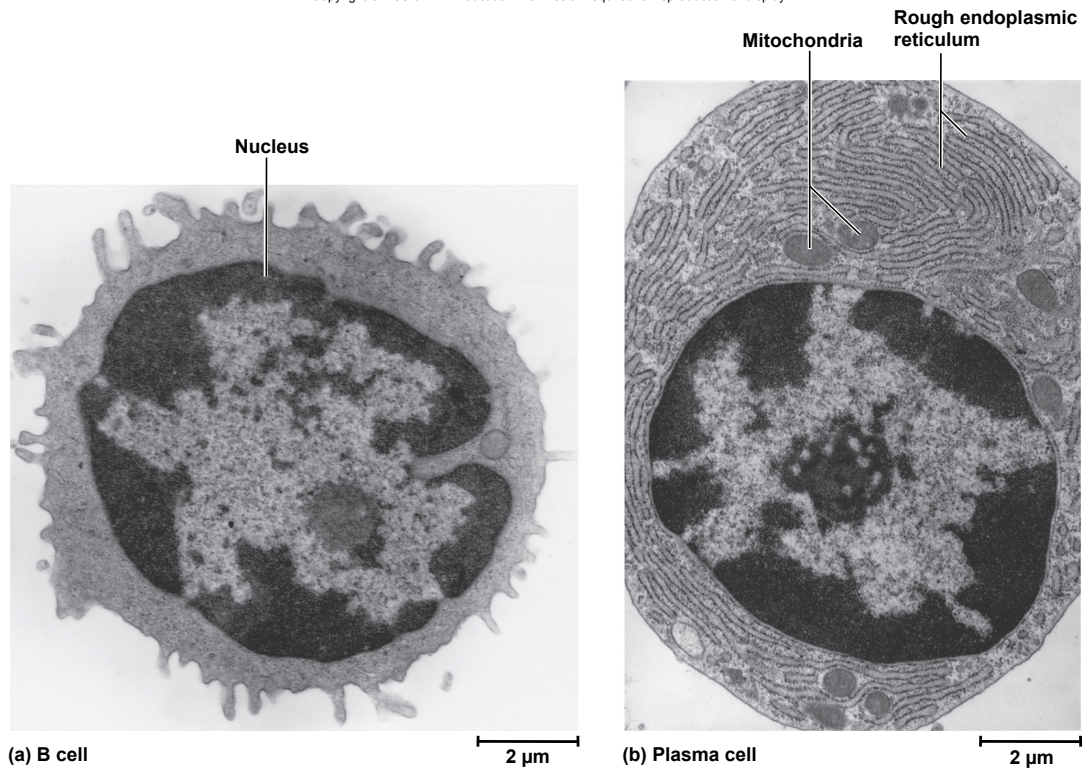 Rough endoplasmic
reticulum
Mitochondria
Nucleus
(a) B cell
2 µm
(b) Plasma cell
2 µm